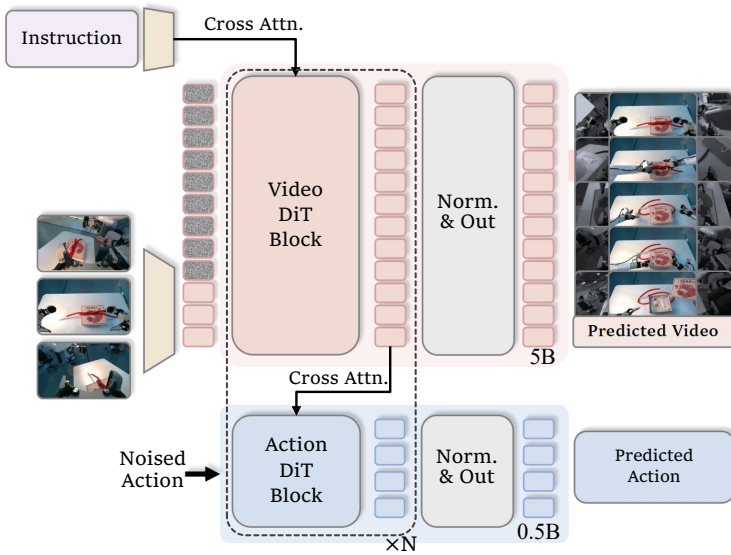 Instruction
Cross Attn.
Video
DiT
Block
Norm.
& Out
5B
Predicted Video
Cross Attn.
Noised
Action
Action
DiT
Block
Norm.
& Out
0.5B
×N
Predicted
Action